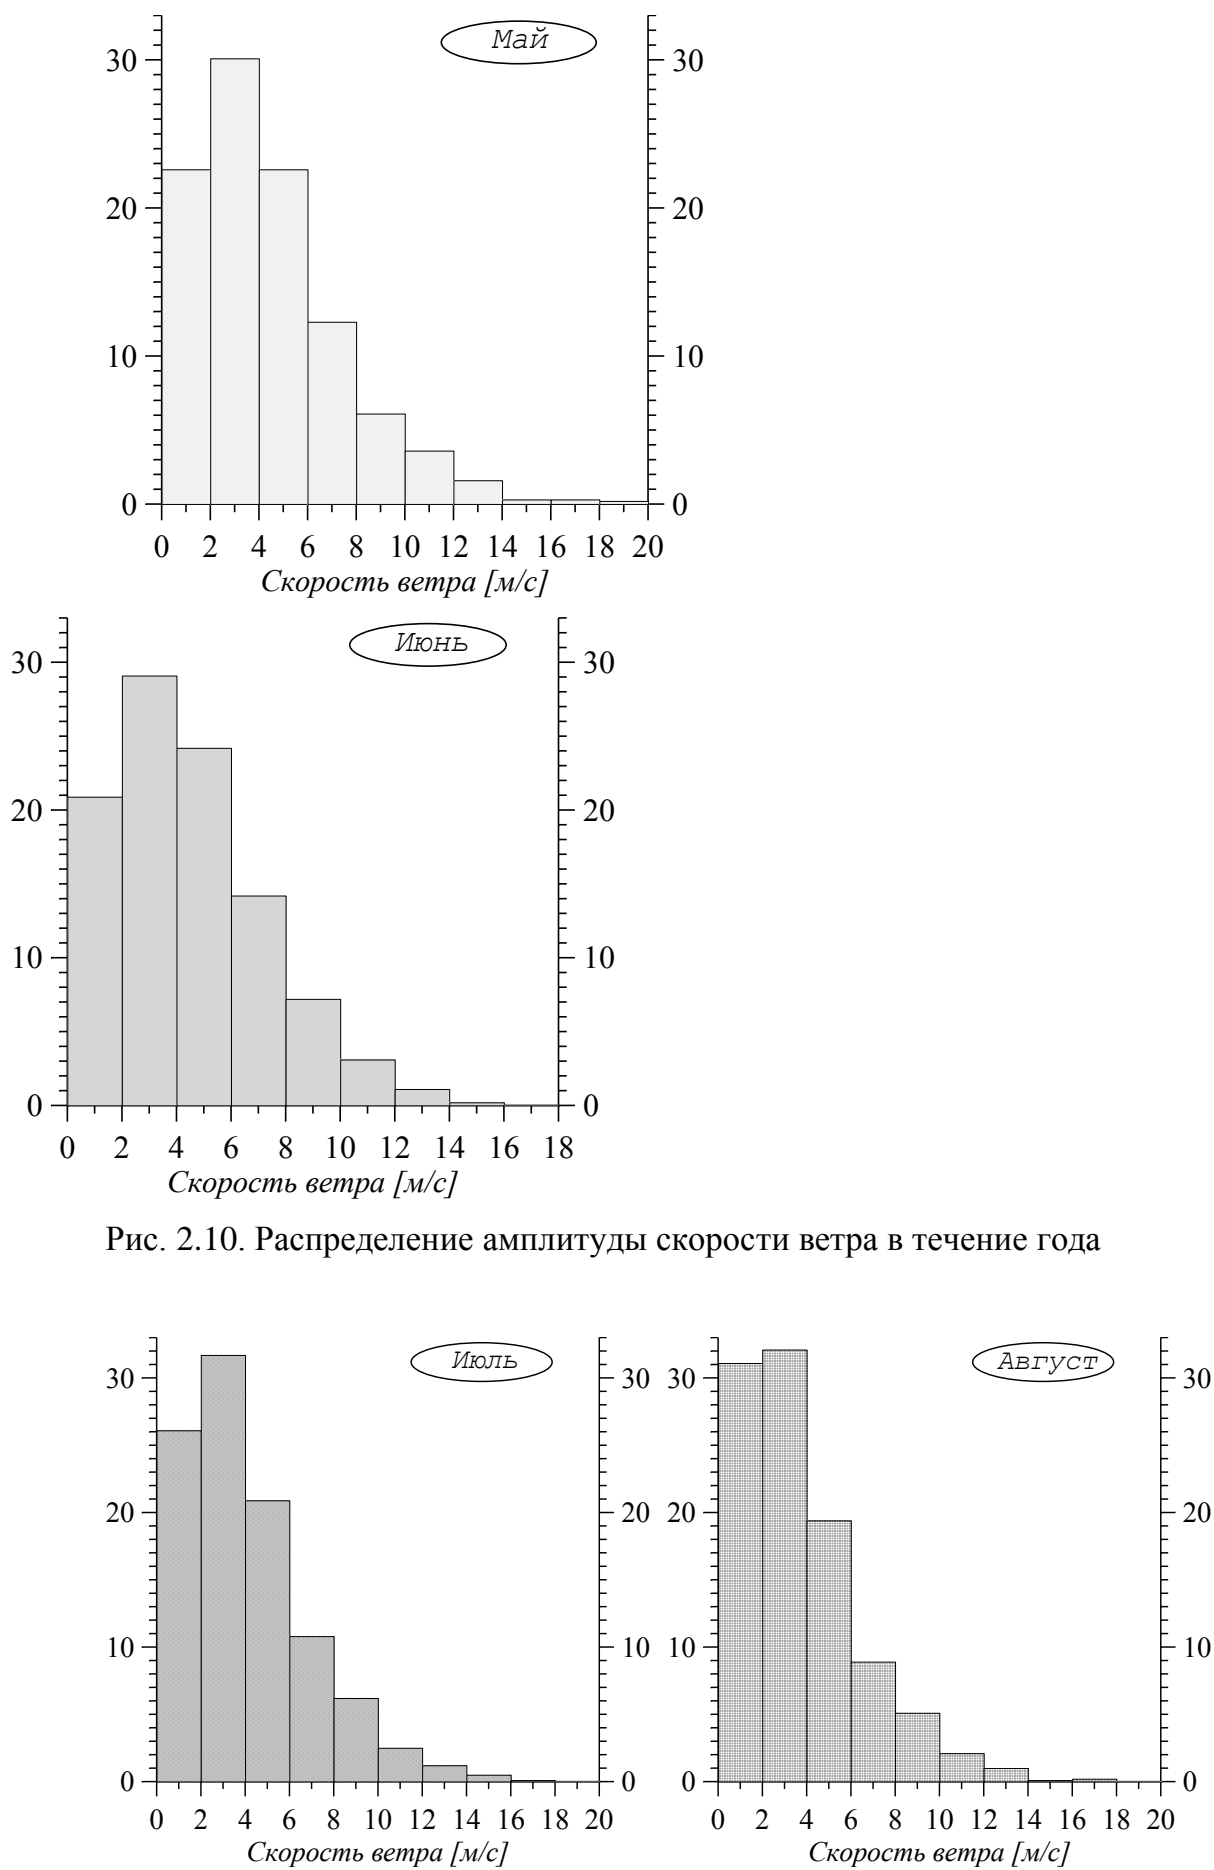 Май
30 30
20 20
10 10
0 0
0 2 4 6 8 10 12 14 16 18 20
Скорость ветра [м/с]
Июнь
30 30
20 20
10 10
0 0
0 2 4 6 8 10 12 14 16 18
Скорость ветра [м/с]
Рис. 2.10. Распределение амплитуды скорости ветра в течение года
Июль
30 30
20 20
10 10
0 0
0 2 4 6 8 10 12 14 16 18 20
Скорость ветра [м/с]
Август
30 30
20 20
10 10
0 0
0 2 4 6 8 10 12 14 16 18 20
Скорость ветра [м/с]